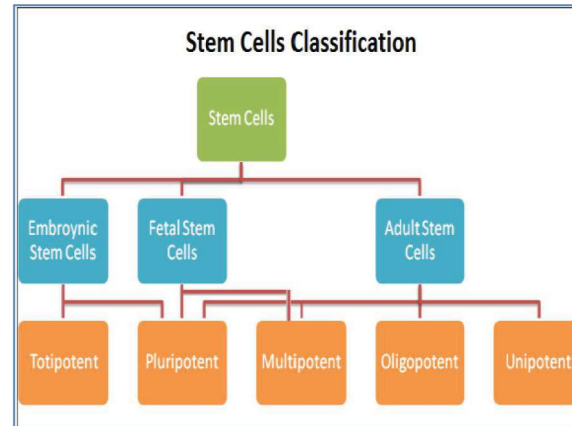 Stem Cells Classification
Stem Cells
Embroynic
Stem Cells
Fetal Stem
Cells
Adult Stem
Cells
Totipotent
Pluripotent
Multipotent
Oligopotent
Unipotent